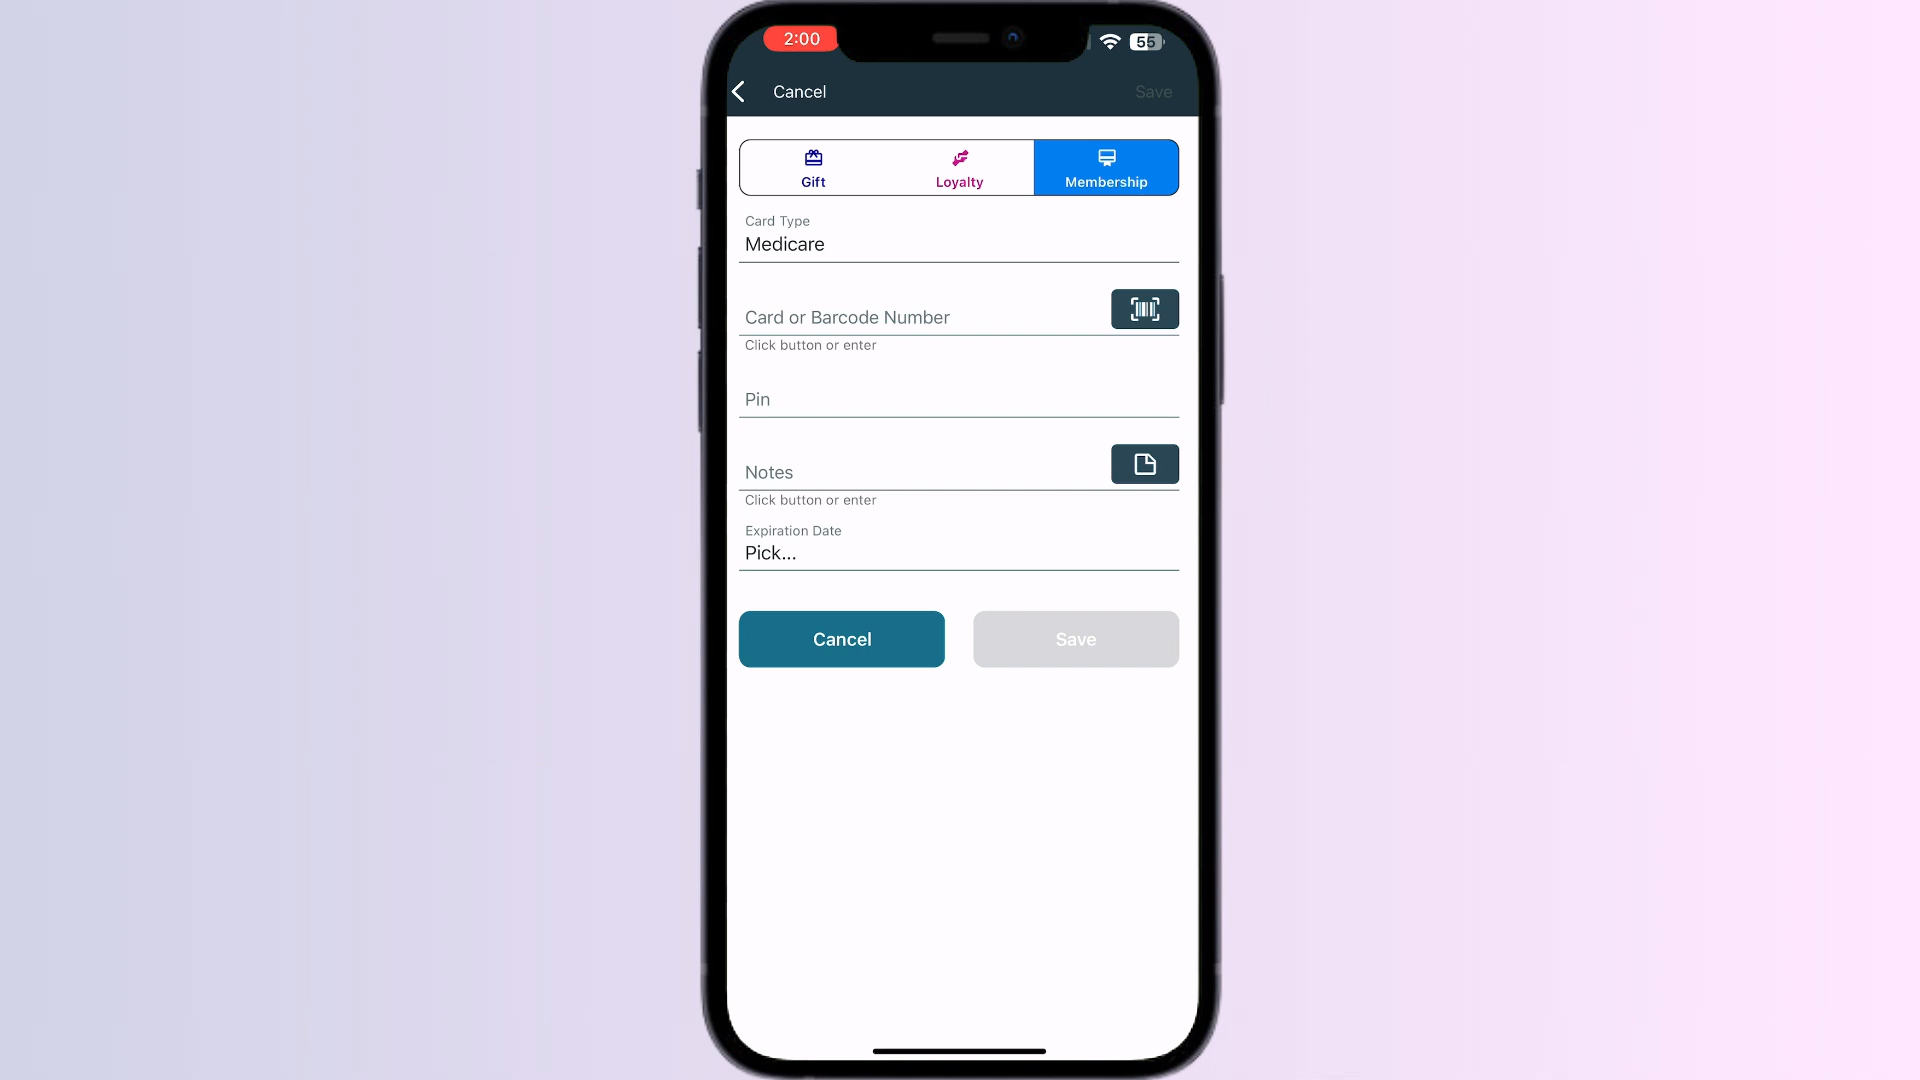 2:00
55
Cancel
Save
Gift
Loyalty
Membership
Card Type
Medicare
Card or Barcode Number
Click button or enter
Pin
Notes
Click button or enter
Expiration Date
Pick...
Cancel
Save